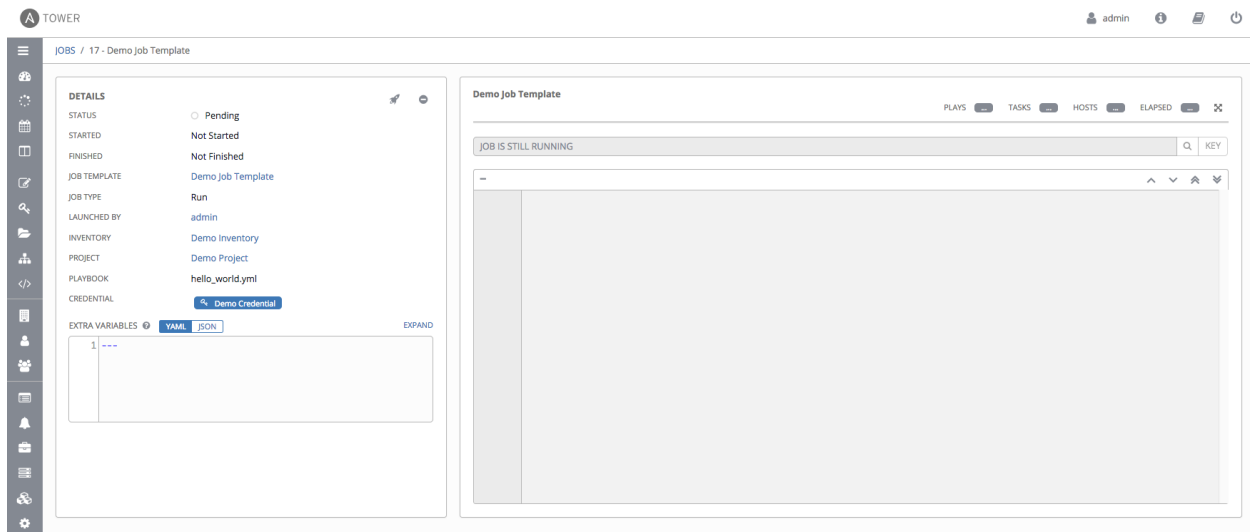 A TOWER
admin
JOBS / 17 - Demo Job Template
DETAILS
STATUS Pending
STARTED Not Started
FINISHED Not Finished
JOB TEMPLATE Demo Job Template
JOB TYPE Run
LAUNCHED BY admin
INVENTORY Demo Inventory
PROJECT Demo Project
PLAYBOOK hello_world.yml
CREDENTIAL Demo Credential
EXTRA VARIABLES YAML JSON EXPAND
1 ---
Demo Job Template
PLAYS ... TASKS ... HOSTS ... ELAPSED ...
JOB IS STILL RUNNING KEY